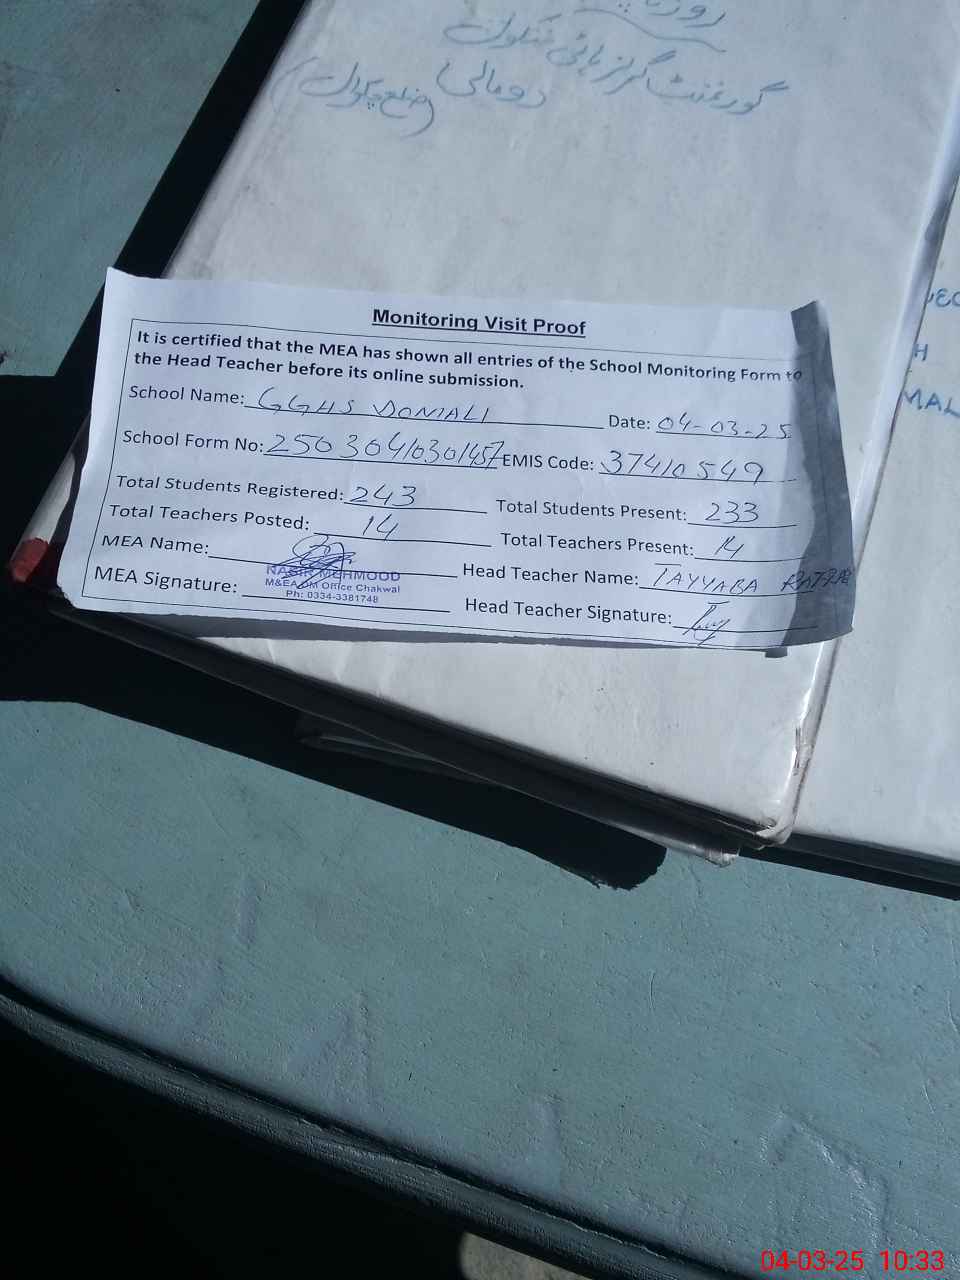 گورنمنٹ گرلز ہائی سکول
دومالی (ضلع چکوال)
Monitoring Visit Proof
It is certified that the MEA has shown all entries of the School Monitoring Form to
the Head Teacher before its online submission.
School Name: GGHS DOMALI Date: 04-03-25
School Form No: 25030410301457 EMIS Code: 37410549
Total Students Registered: 243 Total Students Present: 233
Total Teachers Posted: 14 Total Teachers Present: 14
MEA Name: Head Teacher Name: TAYYABA
NASIR MEHMOOD
M&EA Office Chakwal
Ph: 0334-3381748
MEA Signature: Head Teacher Signature:
H
MAL
04-03-25 10:33